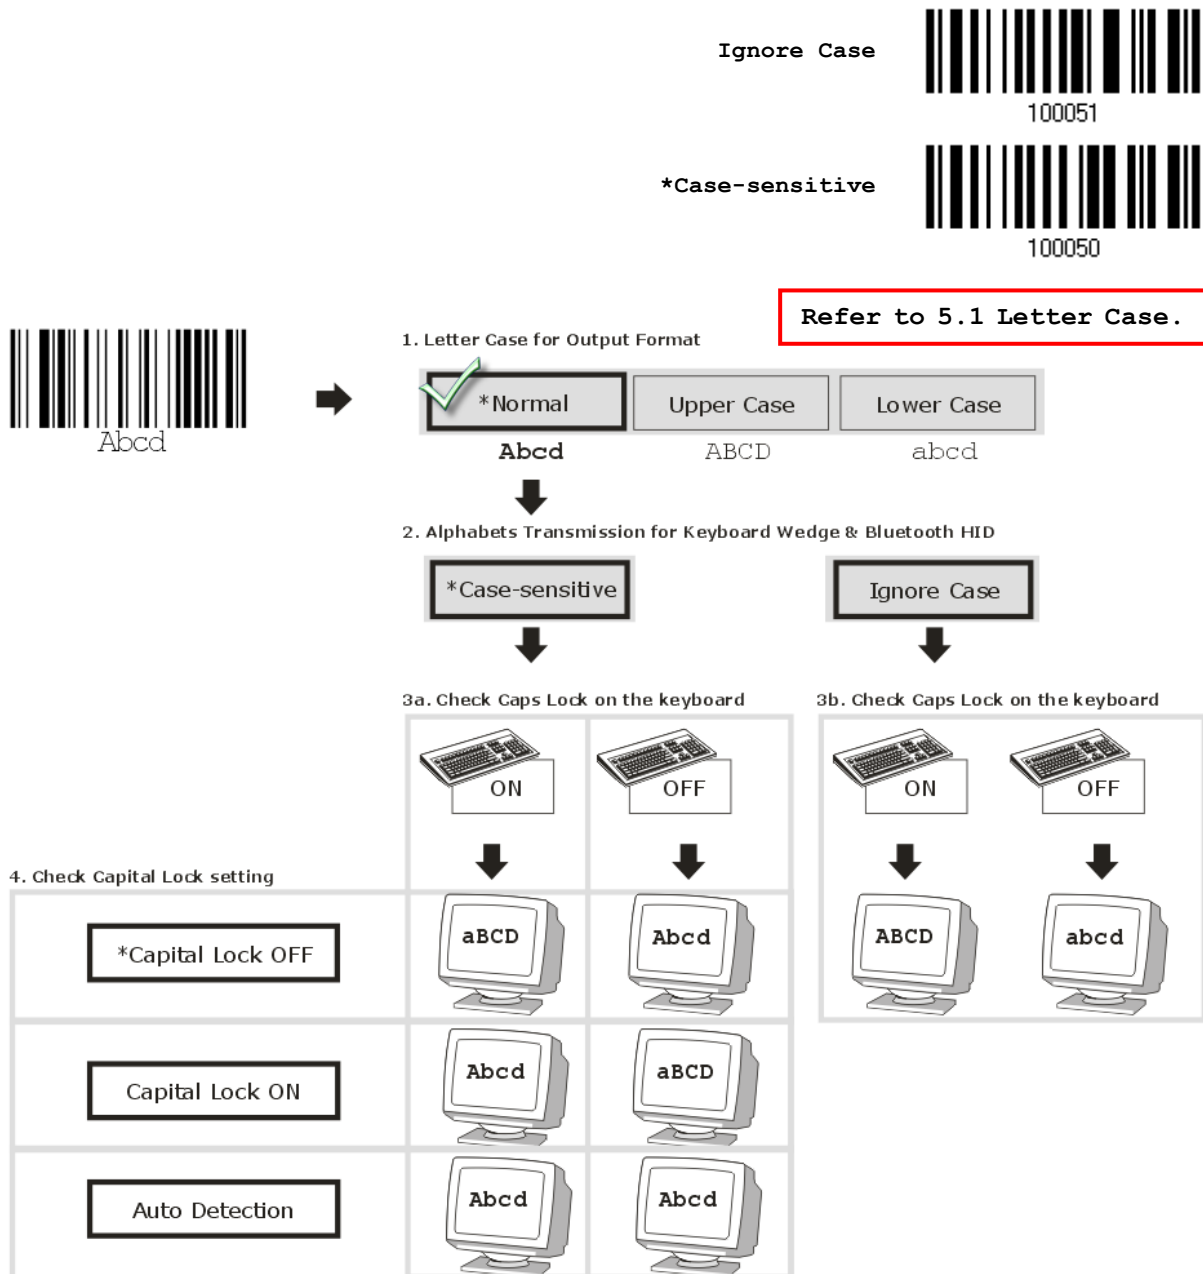 Ignore Case
100051
*Case-sensitive
100050
Refer to 5.1 Letter Case.
1. Letter Case for Output Format
*Normal Upper Case Lower Case
Abcd
Abcd ABCD abcd
2. Alphabets Transmission for Keyboard Wedge & Bluetooth HID
*Case-sensitive Ignore Case
3a. Check Caps Lock on the keyboard 3b. Check Caps Lock on the keyboard
ON OFF ON OFF
4. Check Capital Lock setting
*Capital Lock OFF aBCD Abcd ABCD abcd
Capital Lock ON Abcd aBCD
Auto Detection Abcd Abcd